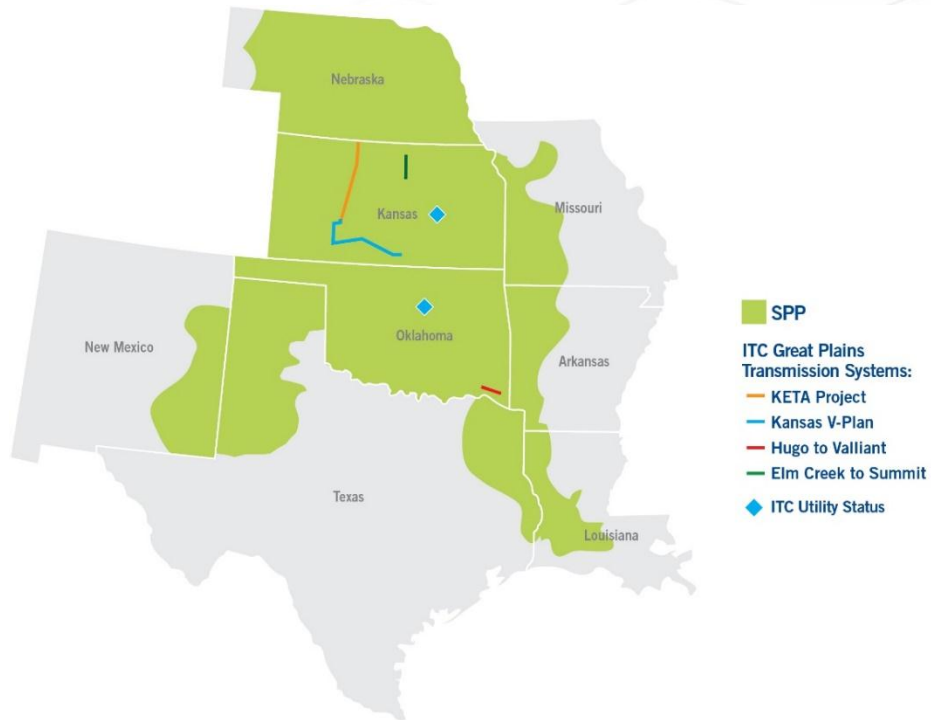 Nebraska
Kansas
Missouri
Oklahoma
New Mexico
Arkansas
Texas
Louisiana
SPP
ITC Great Plains
Transmission Systems:
KETA Project
Kansas V-Plan
Hugo to Valliant
Elm Creek to Summit
ITC Utility Status